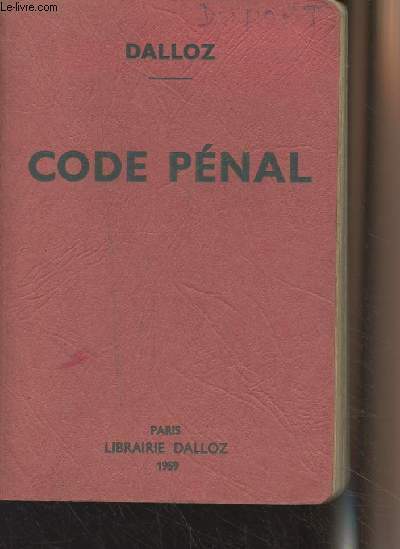 Le-livre.com
DALLOZ
CODE PÉNAL
PARIS
LIBRAIRIE DALLOZ
1959